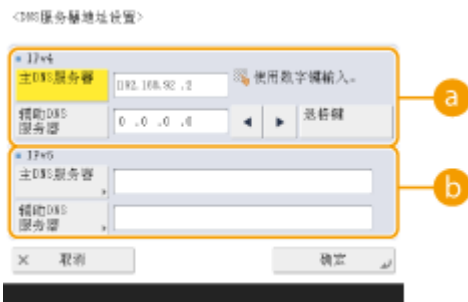 <DNS服务器地址设置>
IPv4
主DNS服务器
192.168.92 .2
使用数字键输入。
辅助DNS
服务器
0 .0 .0 .0
◀ ▶
退格键
a
IPv6
主DNS服务器
辅助DNS
服务器
b
× 取消
确定